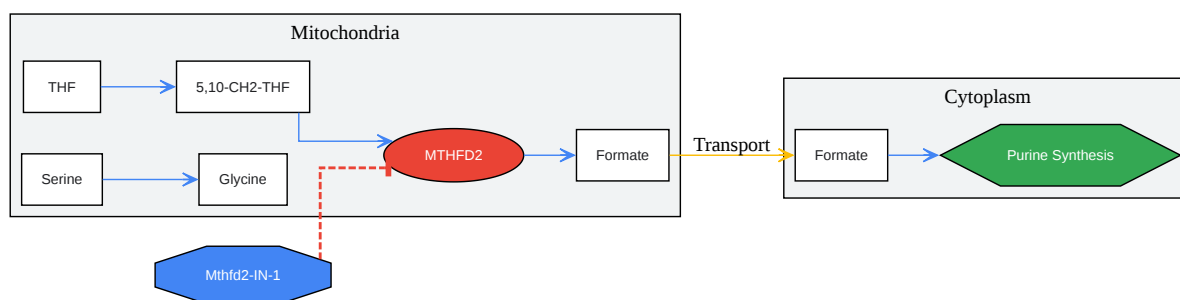 Mitochondria
THF
5,10-CH2-THF
MTHFD2
Formate
Serine
Glycine
Mthfd2-IN-1
Transport
Cytoplasm
Formate
Purine Synthesis